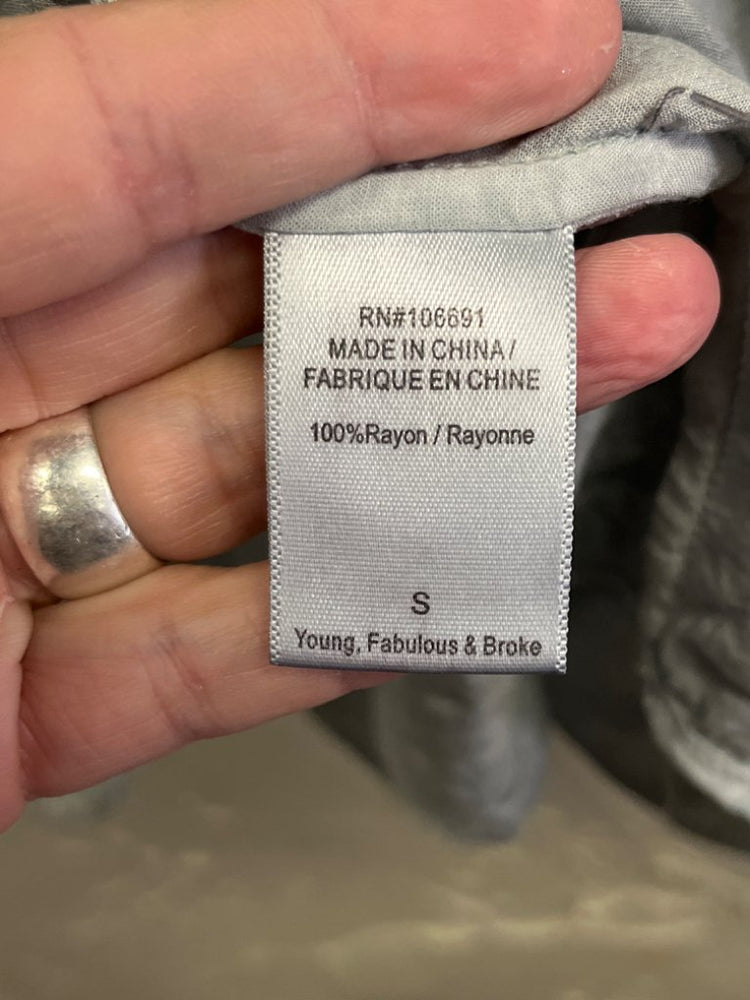 RN#106691
MADE IN CHINA /
FABRIQUE EN CHINE
100%Rayon / Rayonne
S
Young, Fabulous & Broke